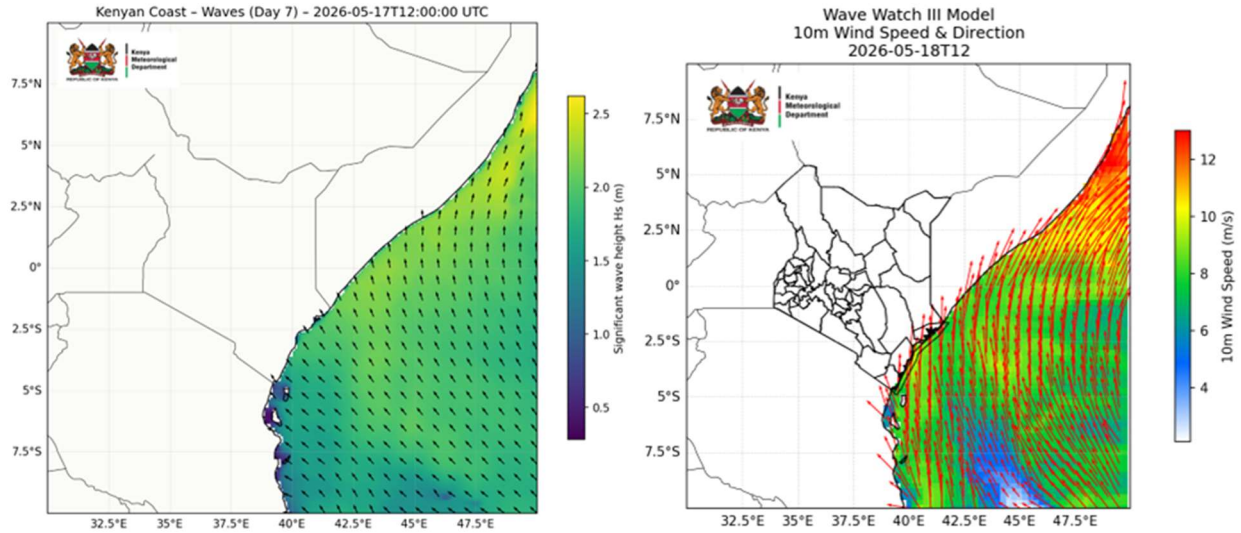 Kenyan Coast – Waves (Day 7) – 2026-05-17T12:00:00 UTC
Kenya
Meteorological
Department
REPUBLIC OF KENYA
7.5°N
5°N
2.5°N
0°
2.5°S
5°S
7.5°S
32.5°E 35°E 37.5°E 40°E 42.5°E 45°E 47.5°E
2.5
2.0
1.5
1.0
0.5
Significant wave height Hs (m)
Wave Watch III Model
10m Wind Speed & Direction
2026-05-18T12
Kenya
Meteorological
Department
REPUBLIC OF KENYA
7.5°N
5°N
2.5°N
0°
2.5°S
5°S
7.5°S
32.5°E 35°E 37.5°E 40°E 42.5°E 45°E 47.5°E
12
10
8
6
4
10m Wind Speed (m/s)